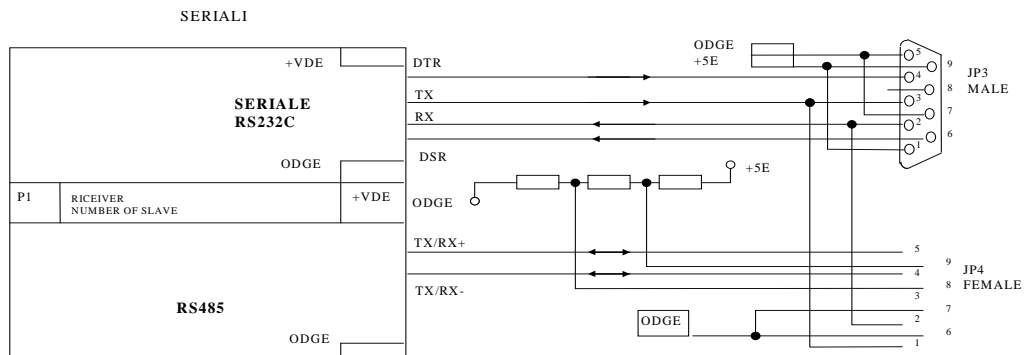 SERIALI
+VDE
DTR
SERIALE
RS232C
TX
RX
ODGE
DSR
P1
RICEIVER
NUMBER OF SLAVE
+VDE
ODGE
+5E
ODGE
+5E
5
9
4
8
3
7
2
6
1
JP3
MALE
TX/RX+
TX/RX-
RS485
ODGE
ODGE
5
9
4
8
3
7
2
6
1
JP4
FEMALE